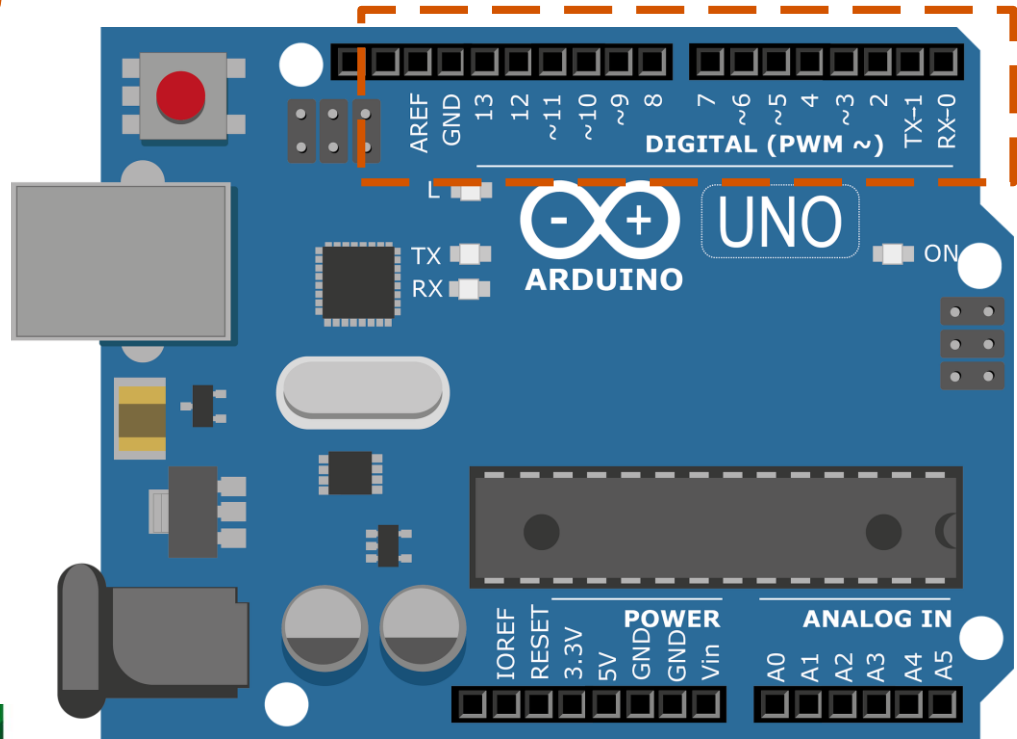 AREF
GND
13
12
~11
~10
~9
8
7
~6
~5
4
~3
2
TX→1
RX←0
DIGITAL (PWM ~)
L
TX
RX
- +
ARDUINO
UNO
ON
POWER
ANALOG IN
IOREF
RESET
3.3V
5V
GND
GND
Vin
A0
A1
A2
A3
A4
A5